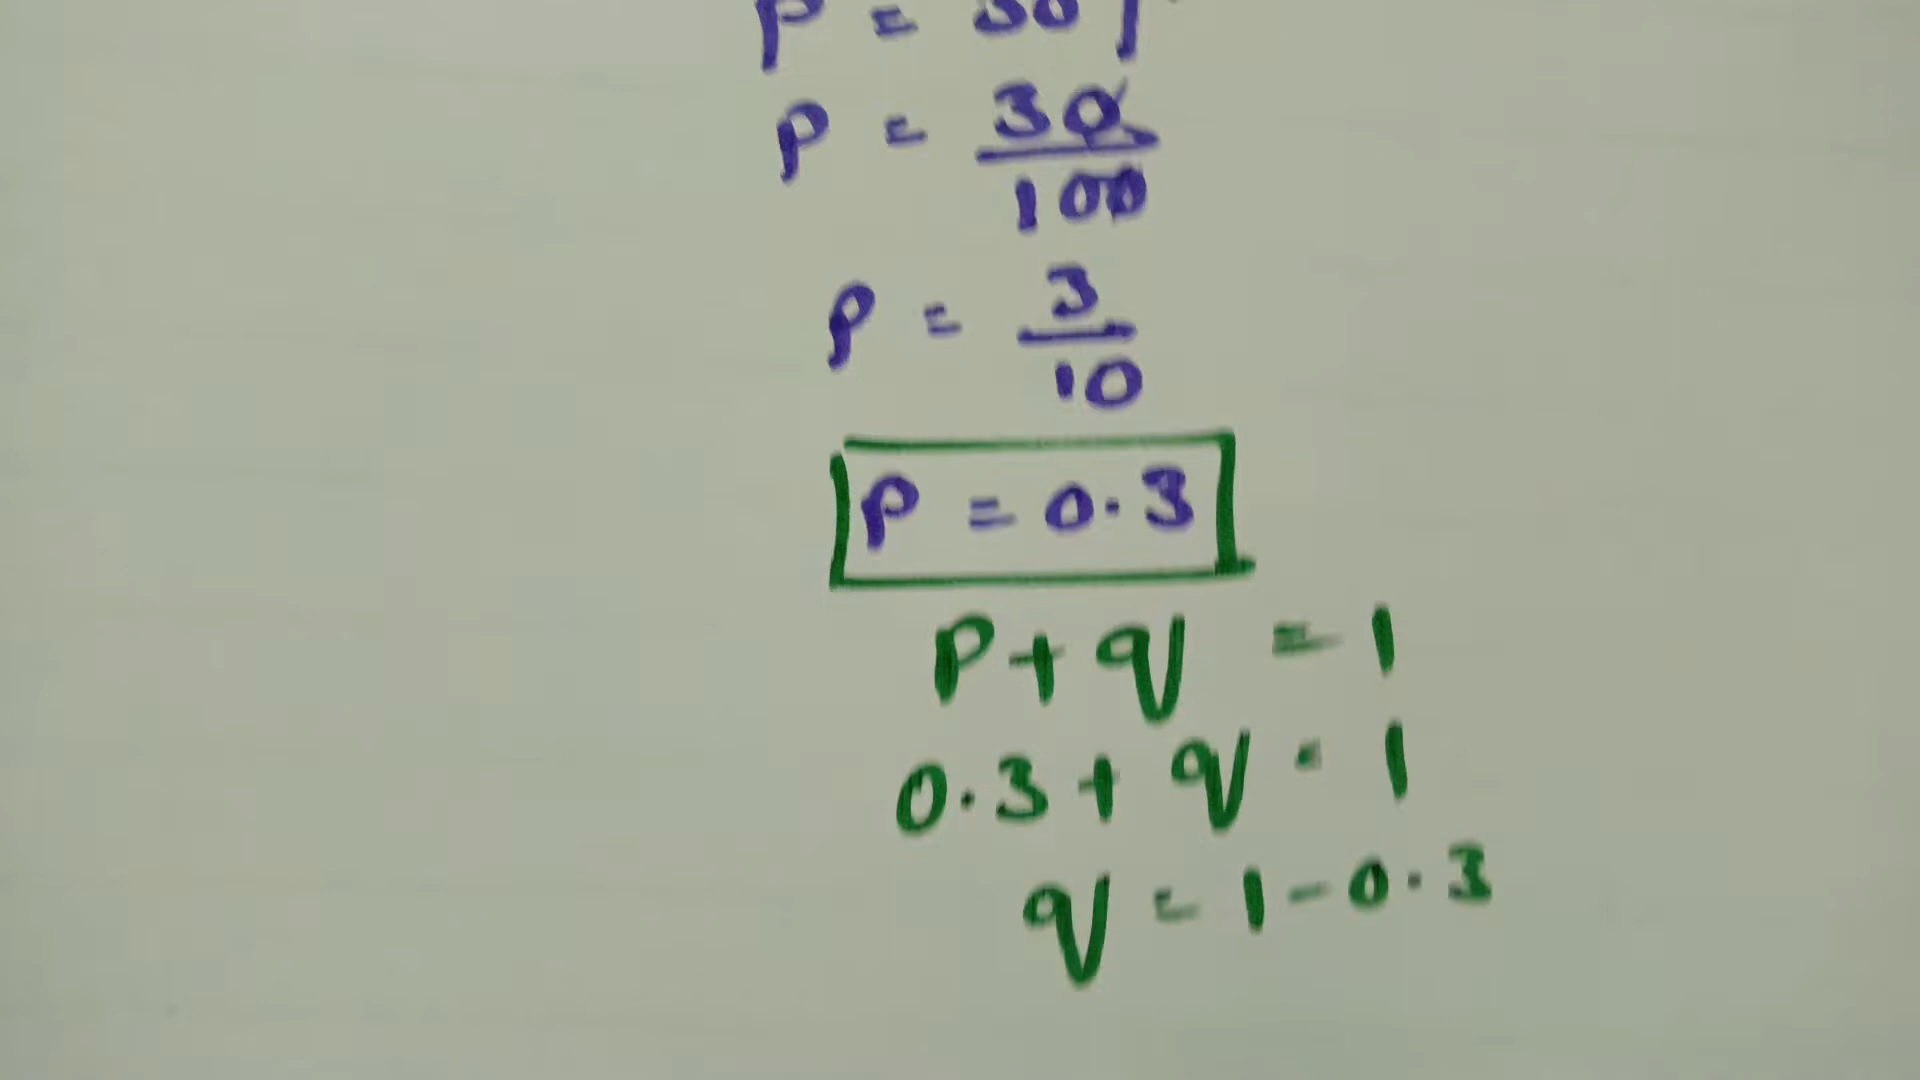 P = 30
P = 30/100
P = 3/10
P = 0.3
P + q = 1
0.3 + q = 1
q = 1 - 0.3